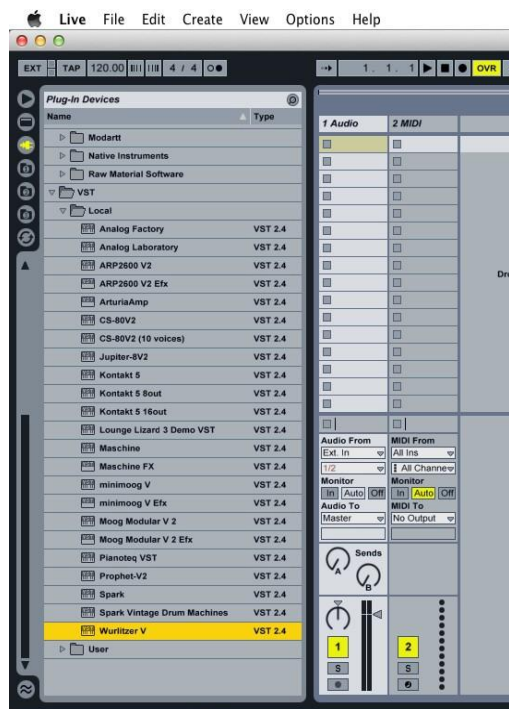 Live File Edit Create View Options Help
EXT TAP 120.00 4 / 4 1. 1. 1 OVR
Plug-In Devices
Name Type
Modartt
Native Instruments
Raw Material Software
VST
Local
Analog Factory VST 2.4
Analog Laboratory VST 2.4
ARP2600 V2 VST 2.4
ARP2600 V2 Efx VST 2.4
ArturiaAmp VST 2.4
CS-80V2 VST 2.4
CS-80V2 (10 voices) VST 2.4
Jupiter-8V2 VST 2.4
Kontakt 5 VST 2.4
Kontakt 5 8out VST 2.4
Kontakt 5 16out VST 2.4
Lounge Lizard 3 Demo VST VST 2.4
Maschine VST 2.4
Maschine FX VST 2.4
minimoog V VST 2.4
minimoog V Efx VST 2.4
Moog Modular V 2 VST 2.4
Moog Modular V 2 Efx VST 2.4
Pianoteq VST VST 2.4
Prophet-V2 VST 2.4
Spark VST 2.4
Spark Vintage Drum Machines VST 2.4
Wurlitzer V VST 2.4
User
1 Audio 2 MIDI
Dro
Audio From MIDI From
Ext. In All Ins
1/2 All Channe
Monitor Monitor
In Auto Off In Auto Off
Audio To MIDI To
Master No Output
Sends
A
B
1 2
S S